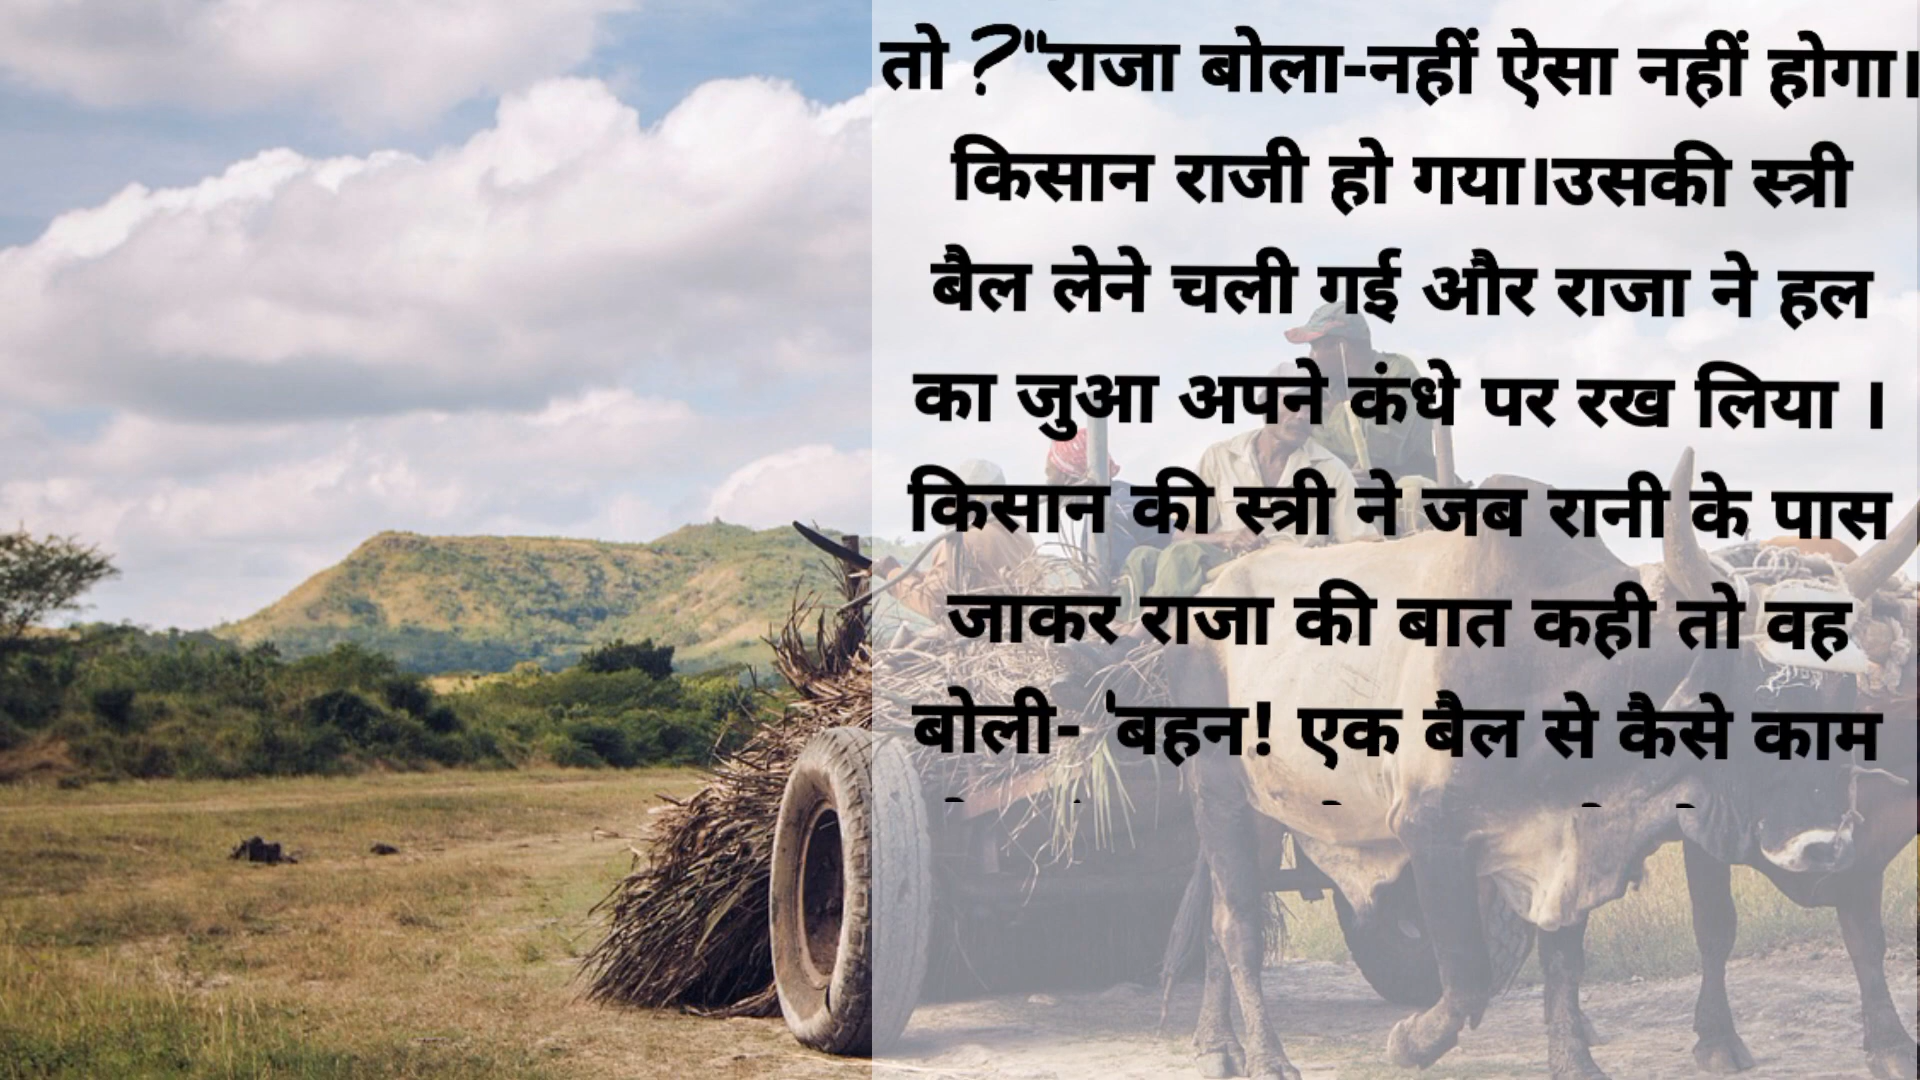 तो ?"राजा बोला-नहीं ऐसा नहीं होगा।
किसान राजी हो गया।उसकी स्त्री
बैल लेने चली गई और राजा ने हल
का जुआ अपने कंधे पर रख लिया ।
किसान की स्त्री ने जब रानी के पास
जाकर राजा की बात कही तो वह
बोली- 'बहन! एक बैल से कैसे काम